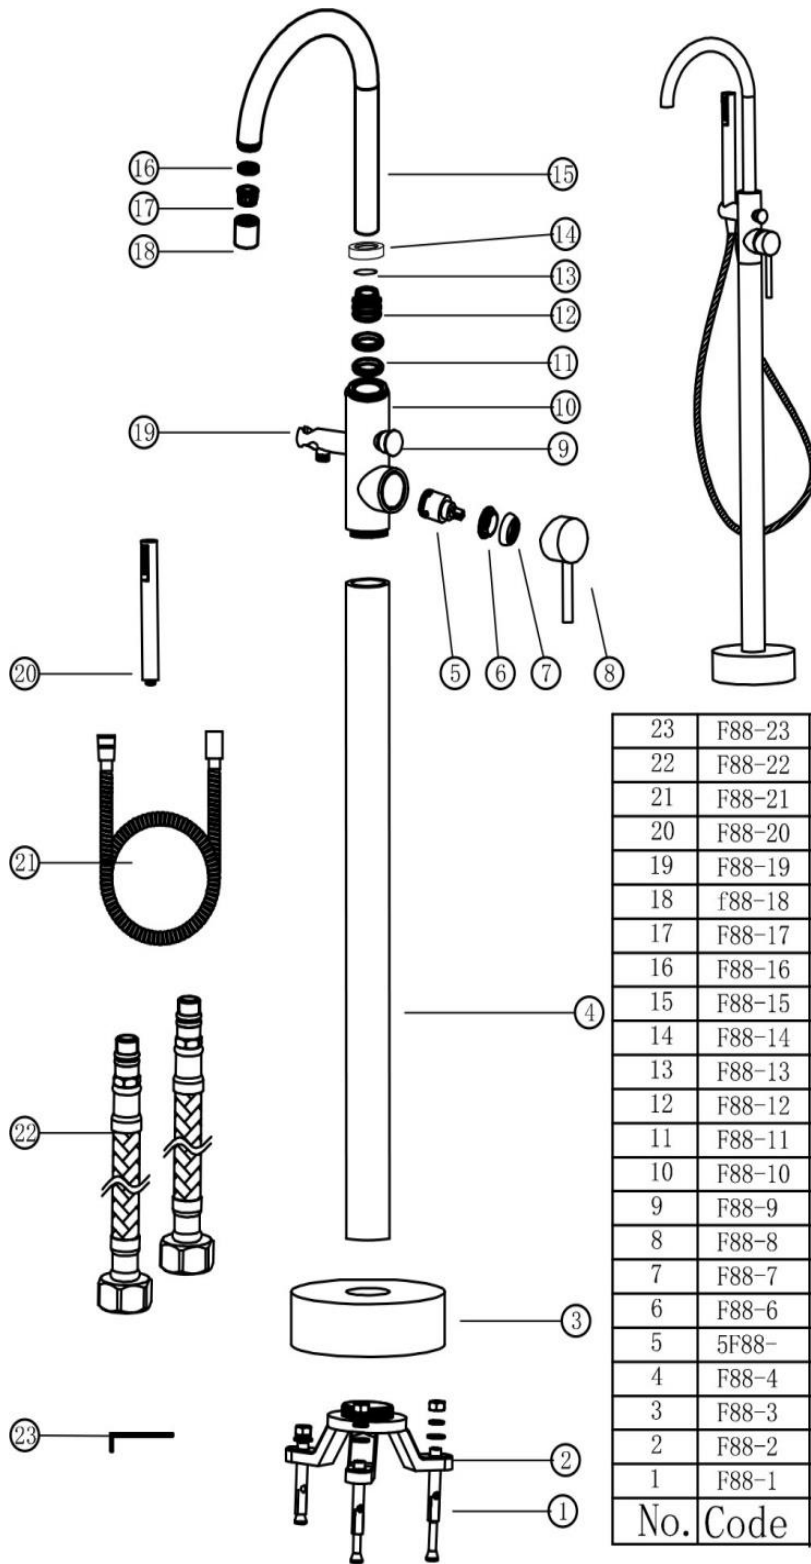 16
17
18
15
14
13
12
11
10
9
19
5
6
7
8
20
21
4
22
3
23
2
1
23 F88-23
22 F88-22
21 F88-21
20 F88-20
19 F88-19
18 f88-18
17 F88-17
16 F88-16
15 F88-15
14 F88-14
13 F88-13
12 F88-12
11 F88-11
10 F88-10
9 F88-9
8 F88-8
7 F88-7
6 F88-6
5 5F88-
4 F88-4
3 F88-3
2 F88-2
1 F88-1
No. Code